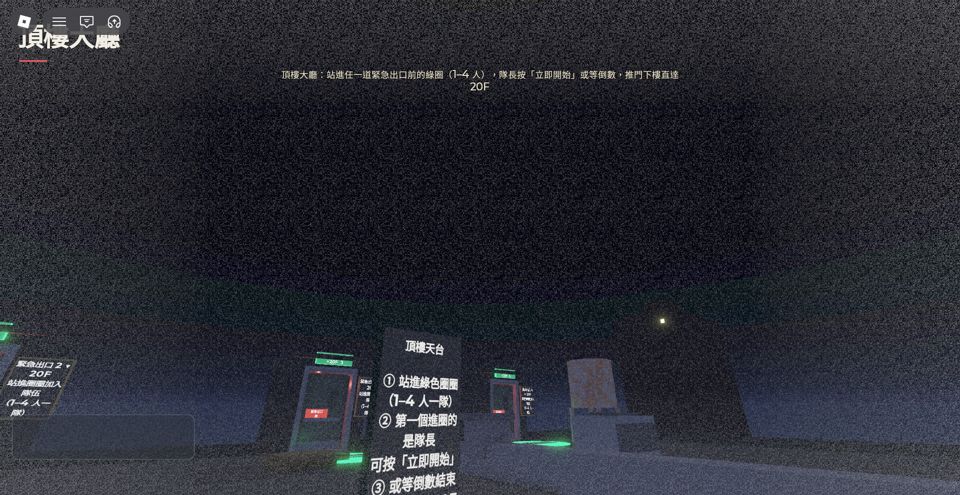 頂樓大廳
頂樓大廳：站進任一道緊急出口前的綠圈（1–4 人），隊長按「立即開始」或等倒數，推門下樓直達
20F
緊急出口 2
20F
站進圈圈加入
隊伍
（1–4 人一
隊）
頂樓天台
① 站進綠色圈圈
（1–4 人一隊）
② 第一個進圈的
是隊長
可按「立即開始」
③ 或等倒數結束